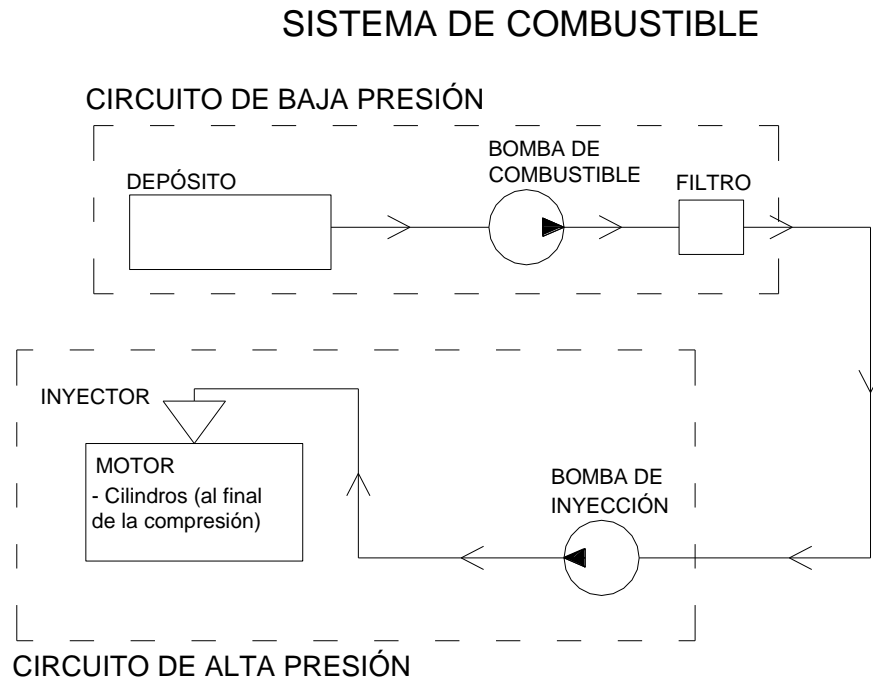 SISTEMA DE COMBUSTIBLE
CIRCUITO DE BAJA PRESIÓN
DEPÓSITO
BOMBA DE
COMBUSTIBLE
FILTRO
INYECTOR
MOTOR
- Cilindros (al final
de la compresión)
BOMBA DE
INYECCIÓN
CIRCUITO DE ALTA PRESIÓN